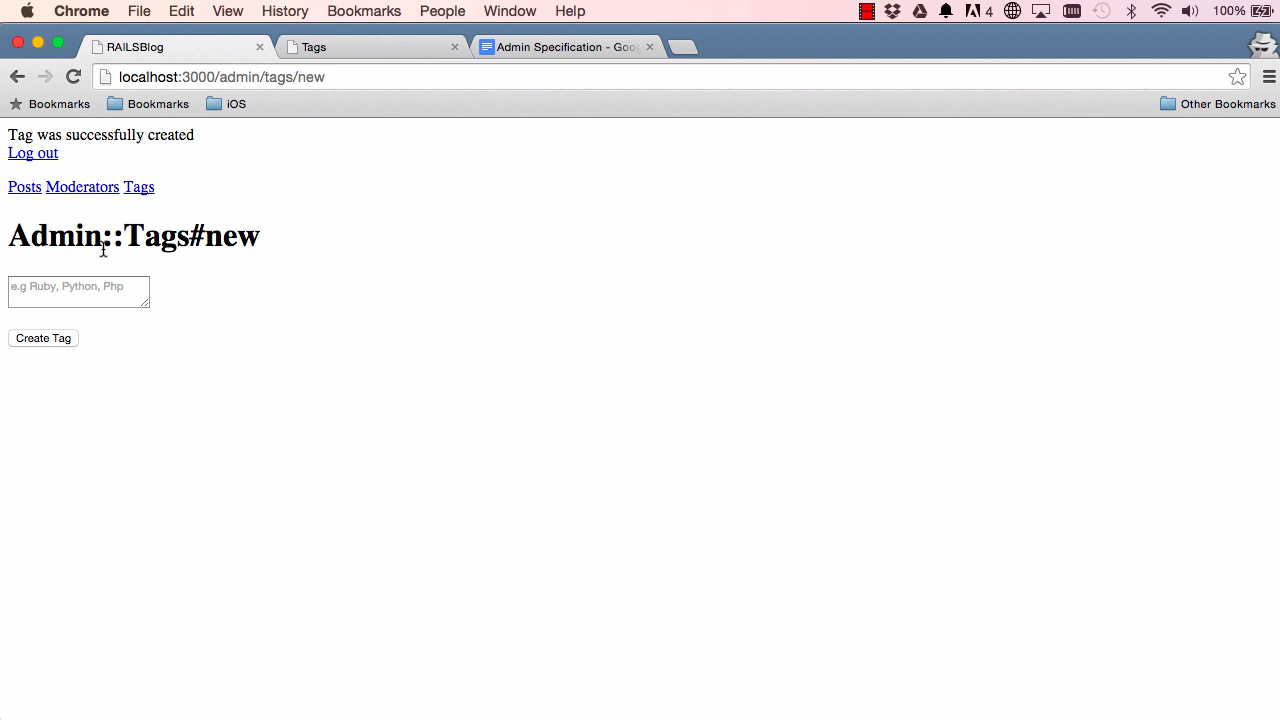 Chrome File Edit View History Bookmarks People Window Help 4 100%
RAILSBlog Tags Admin Specification - Goo
localhost:3000/admin/tags/new
Bookmarks Bookmarks iOS Other Bookmarks
Tag was successfully created
Log out
Posts Moderators Tags
Admin::Tags#new
e.g Ruby, Python, Php
Create Tag